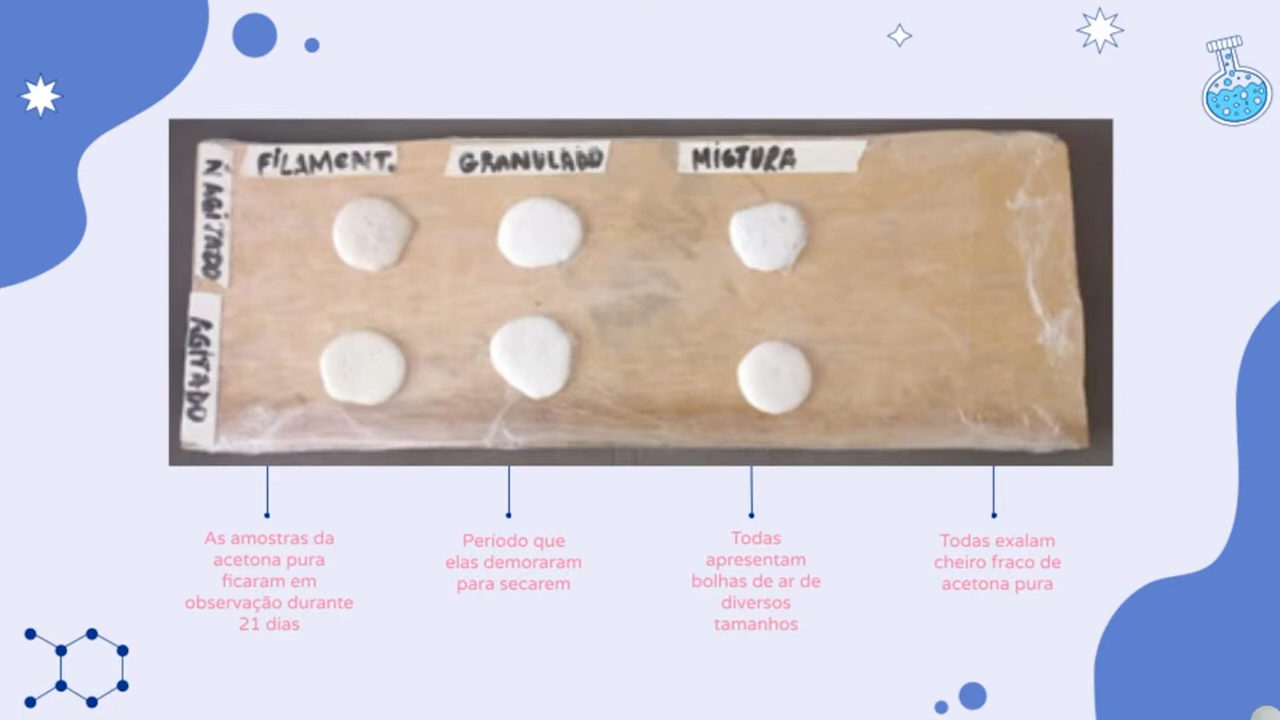 FILAMENT.
GRANULADO
MISTURA
Ñ AGITADO
AGITADO
As amostras da
acetona pura
ficaram em
observação durante
21 dias
Período que
elas demoraram
para secarem
Todas
apresentam
bolhas de ar de
diversos
tamanhos
Todas exalam
cheiro fraco de
acetona pura